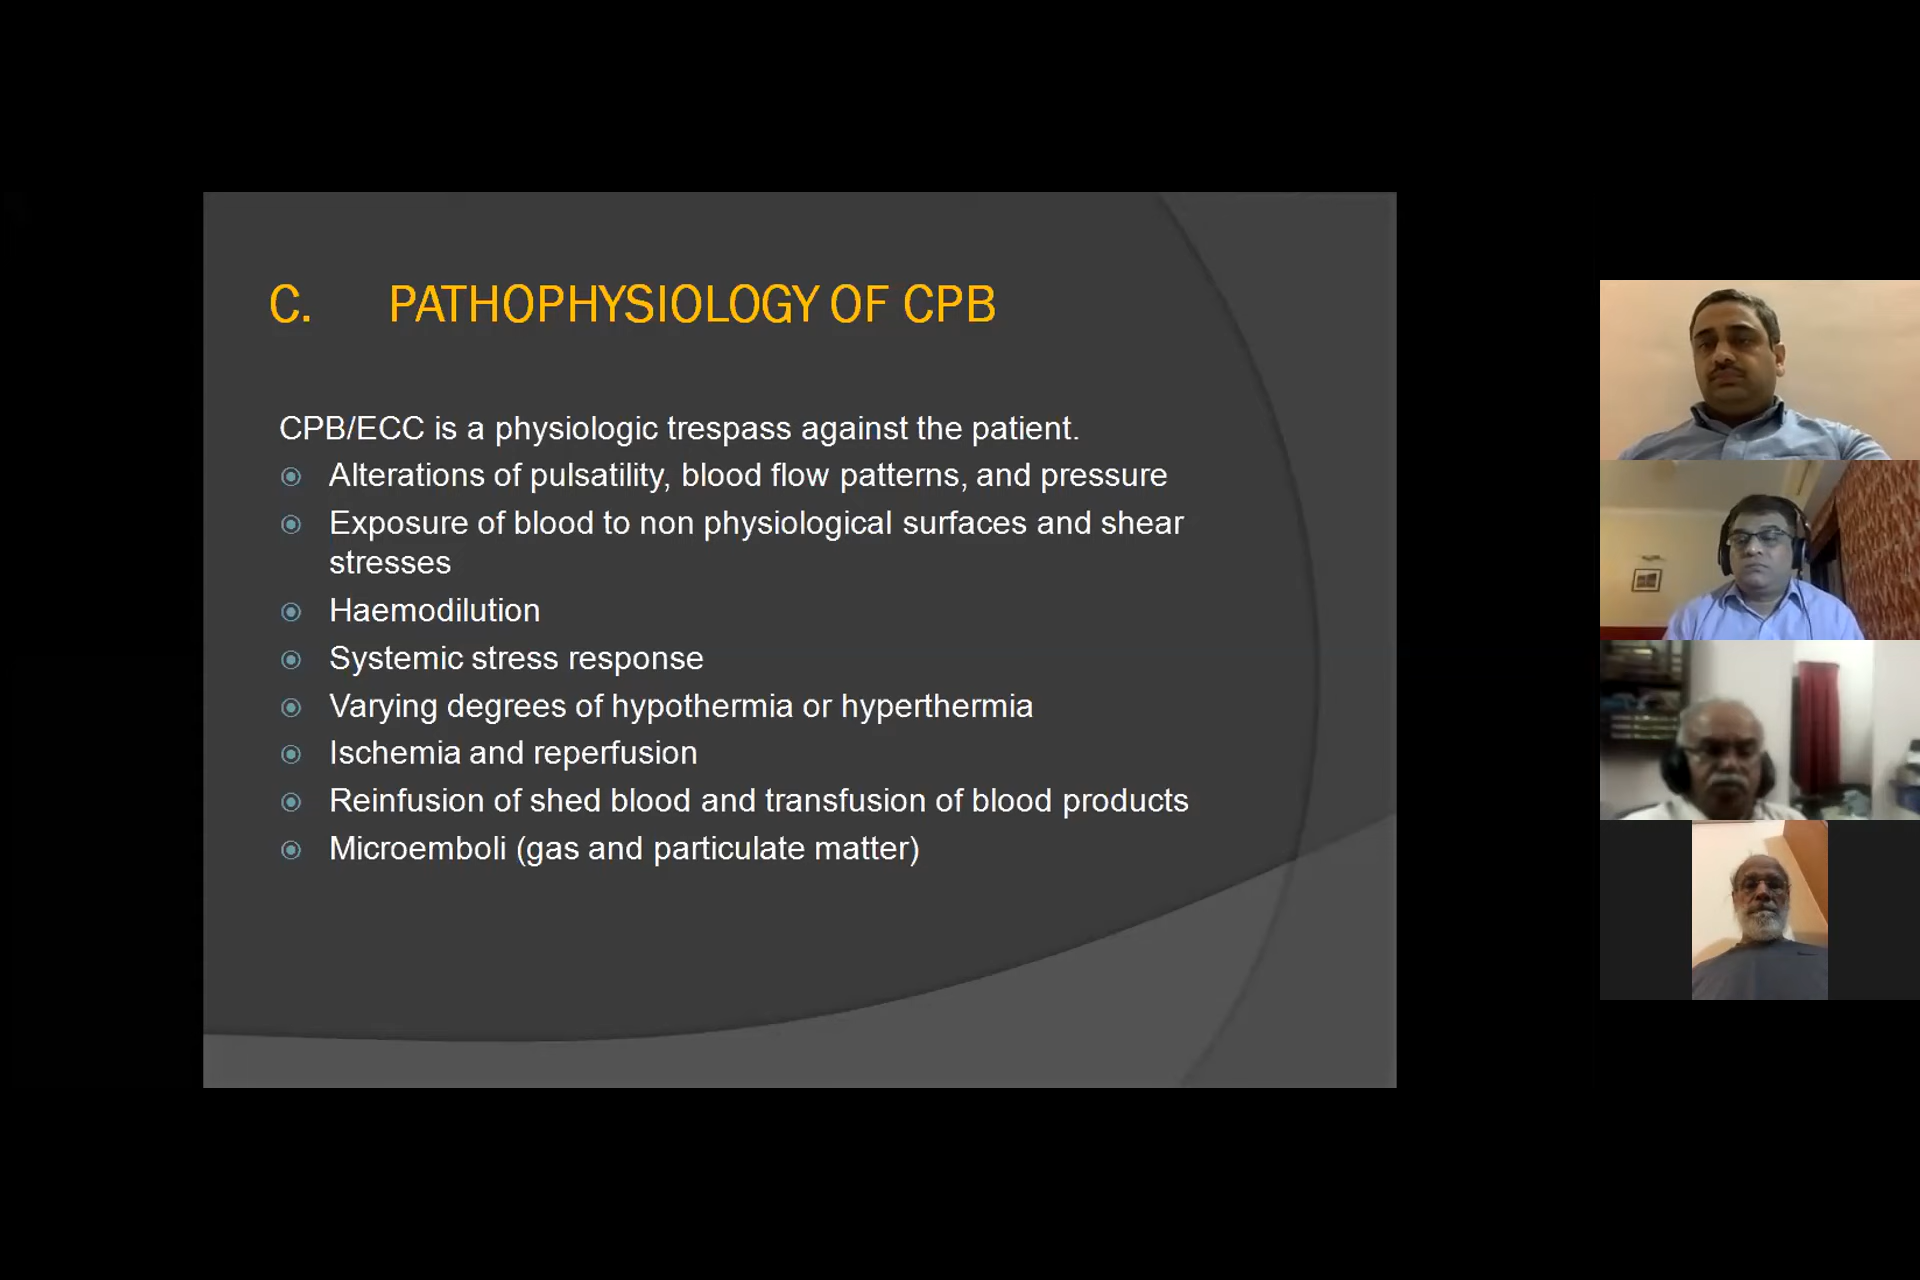 C. PATHOPHYSIOLOGY OF CPB
CPB/ECC is a physiologic trespass against the patient.
Alterations of pulsatility, blood flow patterns, and pressure
Exposure of blood to non physiological surfaces and shear
stresses
Haemodilution
Systemic stress response
Varying degrees of hypothermia or hyperthermia
Ischemia and reperfusion
Reinfusion of shed blood and transfusion of blood products
Microemboli (gas and particulate matter)